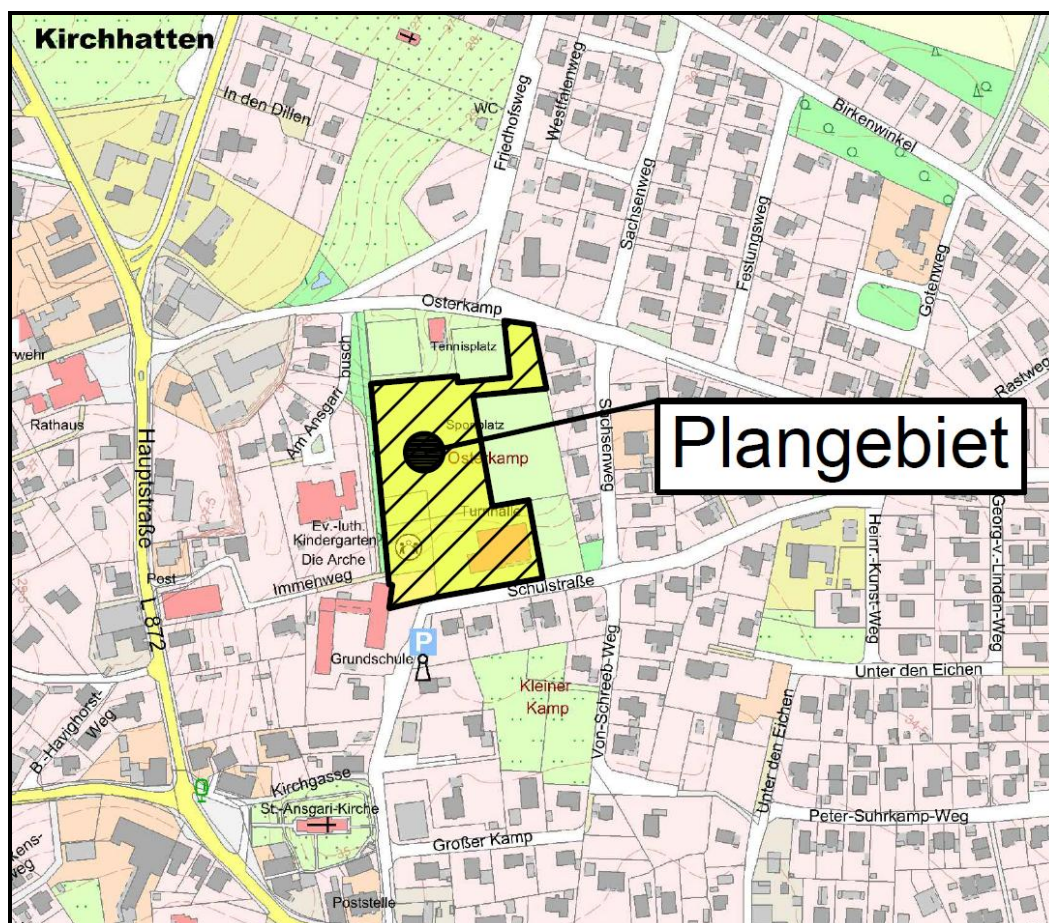 Kirchhatten
In den Dillen
WC
Friedhofsweg
Westfalenweg
Birkenwinkel
Sachsenweg
Festungsweg
Gotenweg
Osterkamp
Tennisplatz
Am Ansgari
busch
Rastweg
Rathaus
Hauptstraße
L 872
Sportplatz
Osterkamp
Plangebiet
Turnhalle
Sachsenweg
Ev.-luth.
Kindergarten
Die Arche
Immenweg
Post
Schulstraße
Heinr.-Kunst-Weg
Georg-v.-Linden-Weg
P
Grundschule
Kleiner
Kamp
Von-Schreeb-Weg
Unter den Eichen
Unter den Eichen
B.-Havighorst-
Weg
Kirchgasse
St.-Ansgari-Kirche
Großer Kamp
Peter-Suhrkamp-Weg
Poststelle